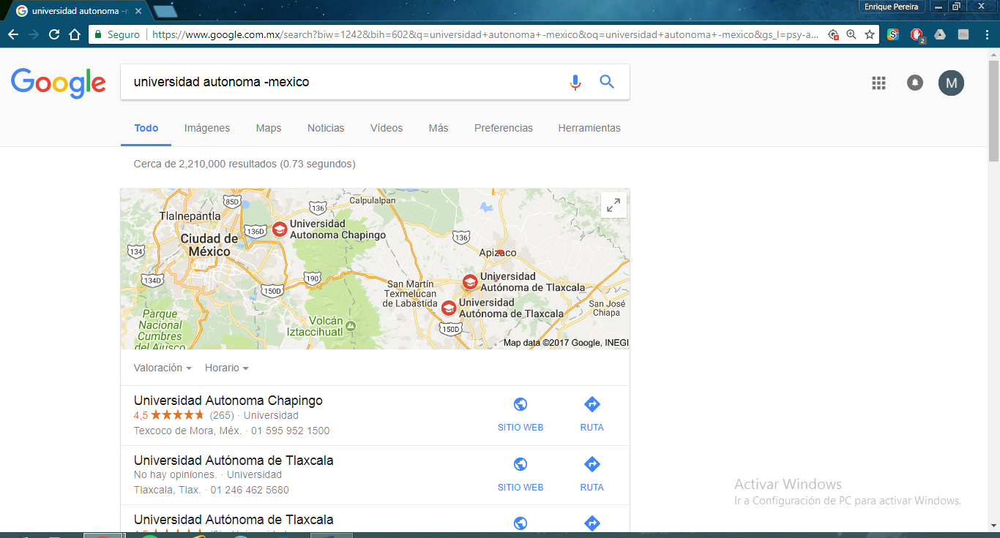 universidad autonoma -
Enrique Pereira
Seguro
https://www.google.com.mx/search?biw=1242&bih=602&q=universidad+autonoma+-mexico&oq=universidad+autonoma+-mexico&gs_l=psy-a...
2
Google
universidad autonoma -mexico
M
Todo
Imágenes
Maps
Noticias
Vídeos
Más
Preferencias
Herramientas
Cerca de 2,210,000 resultados (0.73 segundos)
85D
136
Calpulalpan
Tlalnepantla
136D
Universidad
Autonoma Chapingo
Ciudad de
México
136
134
Apizaco
134D
190
150D
San Martín
Texmelucan
de Labastida
Universidad
Autónoma de Tlaxcala
Universidad
Autónoma de Tlaxcala
San José
Chiapa
Parque
Nacional
Cumbres
del Ajusco
Volcán
Iztaccihuatl
150D
Map data ©2017 Google, INEGI
Valoración
Horario
Universidad Autonoma Chapingo
4,5 (265) · Universidad
Texcoco de Mora, Méx. · 01 595 952 1500
SITIO WEB
RUTA
Universidad Autónoma de Tlaxcala
No hay opiniones. · Universidad
Tlaxcala, Tlax. · 01 246 462 5680
SITIO WEB
RUTA
Universidad Autónoma de Tlaxcala
Activar Windows
Ir a Configuración de PC para activar Windows.